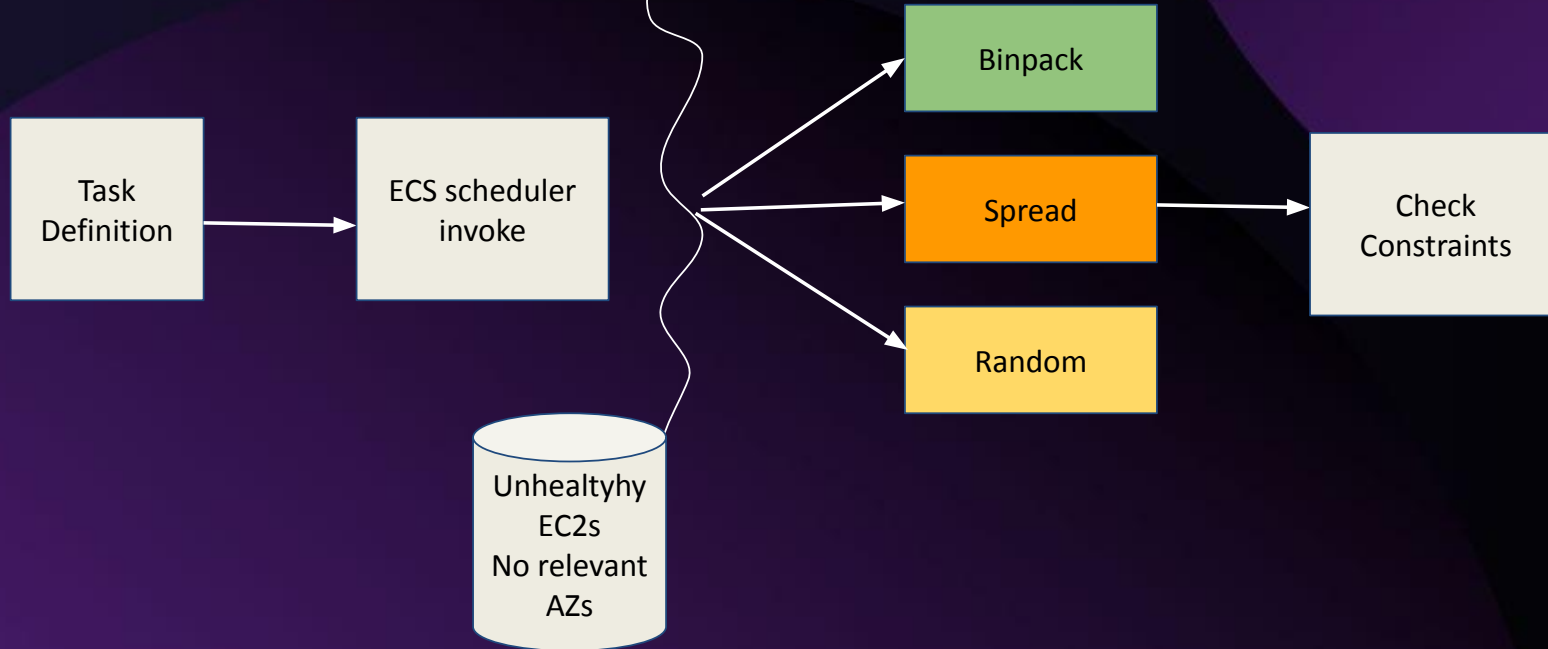 Task
Definition
ECS scheduler
invoke
Binpack
Spread
Random
Check
Constraints
Unhealtyhy
EC2s
No relevant
AZs